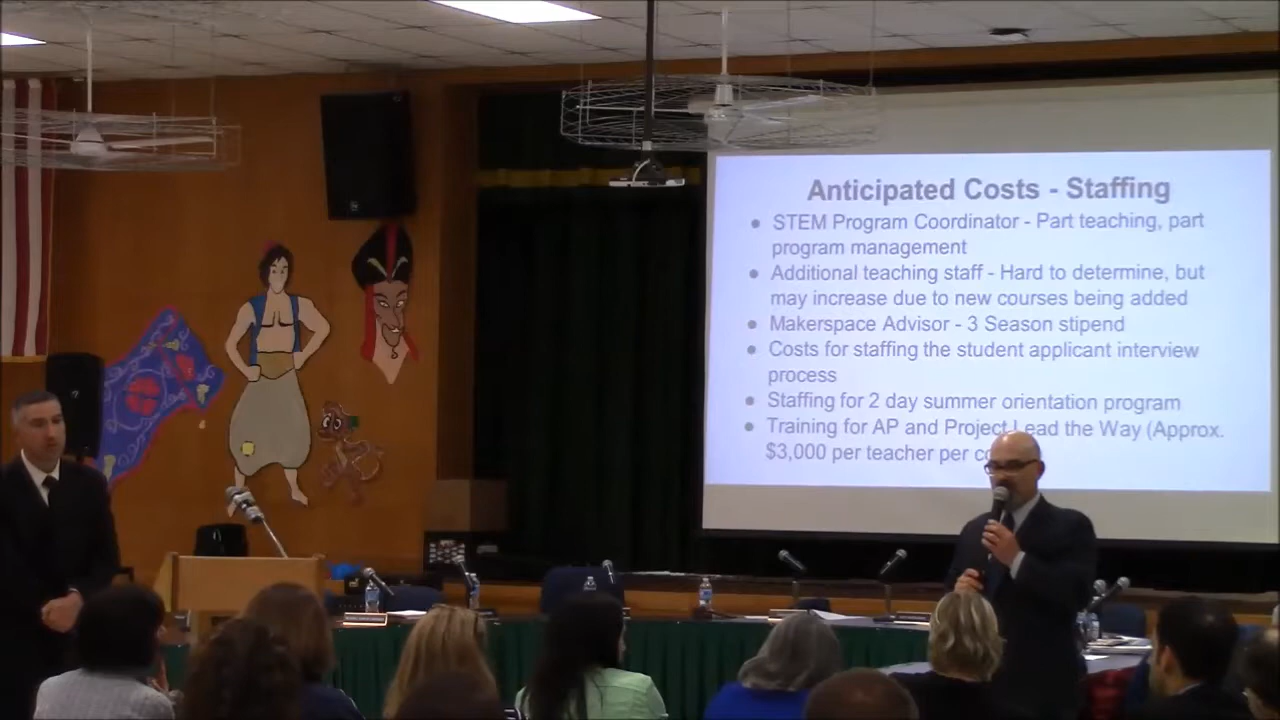 Anticipated Costs - Staffing
● STEM Program Coordinator - Part teaching, part
program management
● Additional teaching staff - Hard to determine, but
may increase due to new courses being added
● Makerspace Advisor - 3 Season stipend
● Costs for staffing the student applicant interview
process
● Staffing for 2 day summer orientation program
● Training for AP and Project Lead the Way (Approx.
$3,000 per teacher per